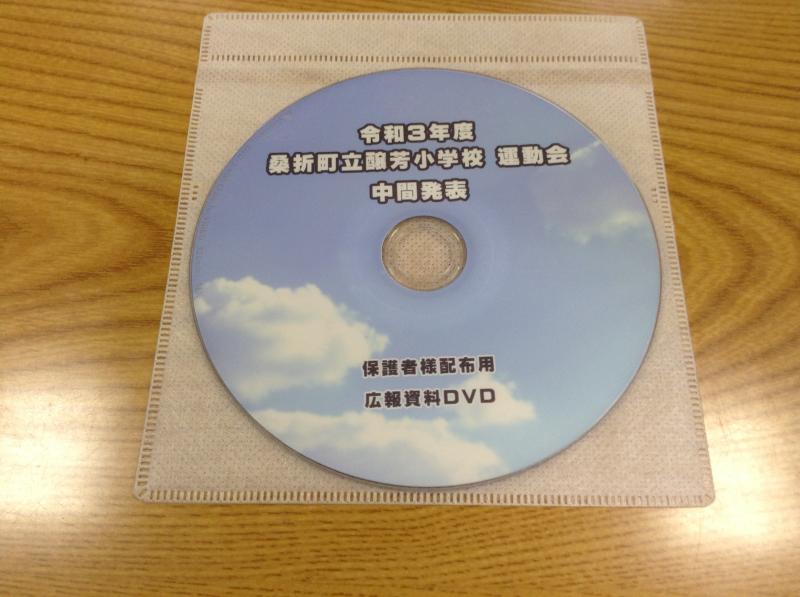 令和3年度
桑折町立醸芳小学校 運動会
中間発表
保護者様配布用
広報資料DVD